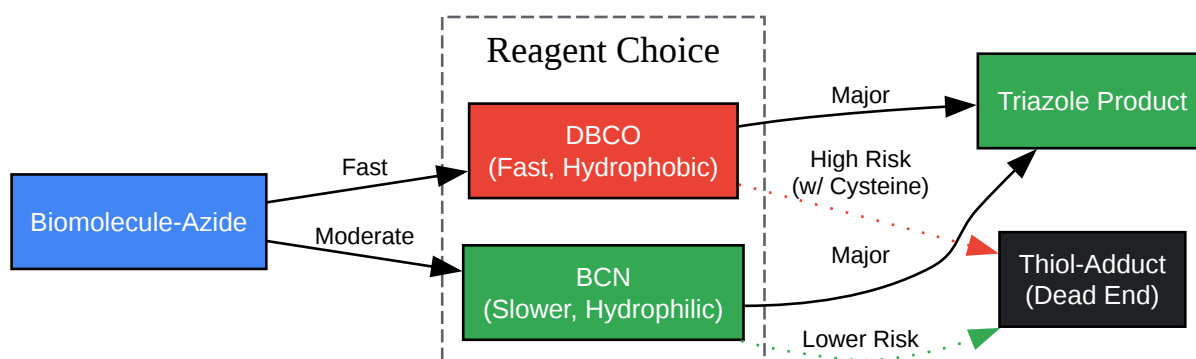 Reagent Choice
Biomolecule-Azide
Fast
Moderate
DBCO
(Fast, Hydrophobic)
BCN
(Slower, Hydrophilic)
Major
High Risk
(w/ Cysteine)
Major
Lower Risk
Triazole Product
Thiol-Adduct
(Dead End)